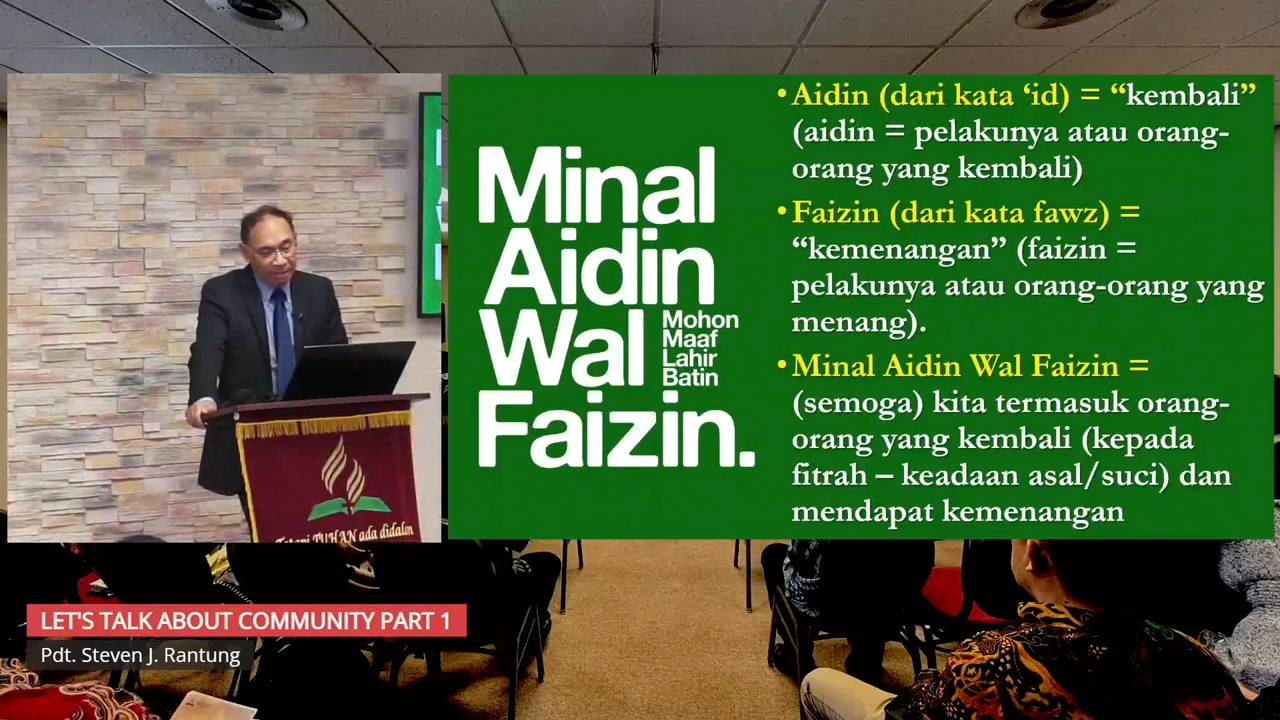 Minal
Aidin
Wal
Mohon
Maaf
Lahir
Batin
Faizin.
•Aidin (dari kata ‘id) = “kembali”
(aidin = pelakunya atau orang-
orang yang kembali)
•Faizin (dari kata fawz) =
“kemenangan” (faizin =
pelakunya atau orang-orang yang
menang).
•Minal Aidin Wal Faizin =
(semoga) kita termasuk orang-
orang yang kembali (kepada
fitrah – keadaan asal/suci) dan
mendapat kemenangan
TUHAN ada didalam
LET'S TALK ABOUT COMMUNITY PART 1
Pdt. Steven J. Rantung